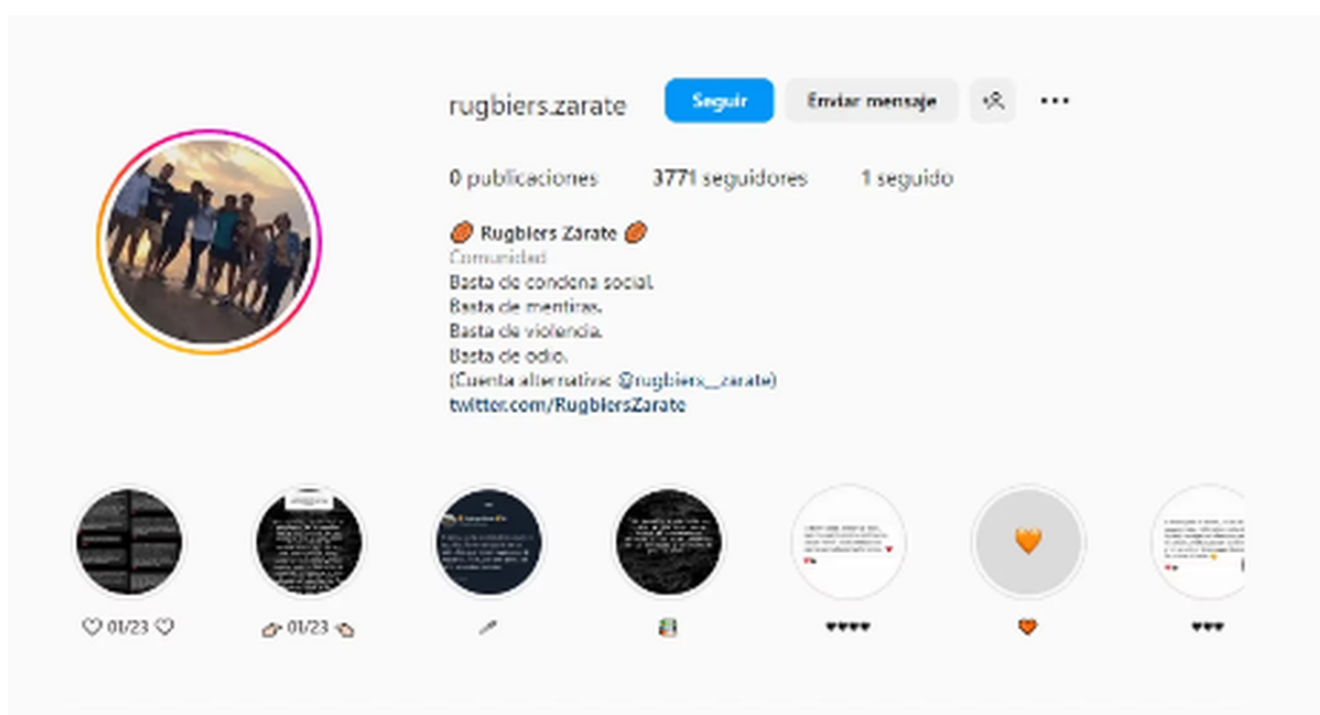 rugbiers.zarate Seguir Enviar mensaje
0 publicaciones 3771 seguidores 1 seguido
🏉 Rugbiers Zárate 🏉
Comunidad
Basta de condena social.
Basta de mentiras.
Basta de violencia.
Basta de odio.
(Cuenta alternativa: @rugbiers__zarate)
twitter.com/RugbiersZarate
♡ 01/23 ♡ 👉🏻 01/23 👈🏻 ♥♥♥♥ ♥♥♥